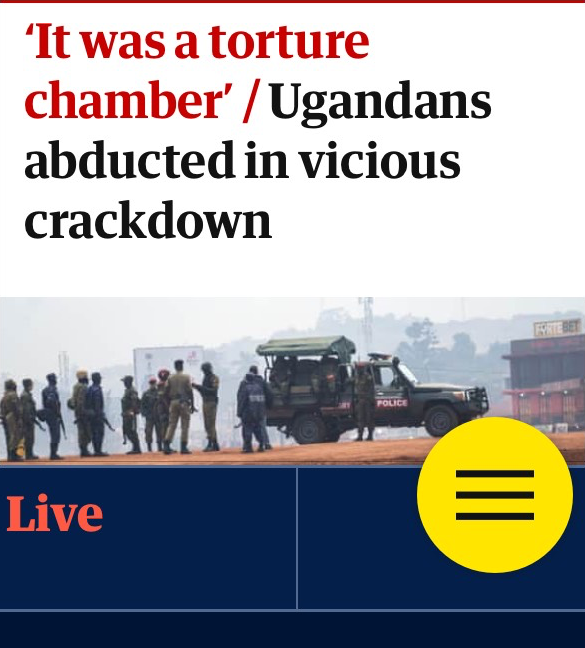 ‘It was a torture
chamber’ / Ugandans
abducted in vicious
crackdown
FORTEBET
POLICE
Live